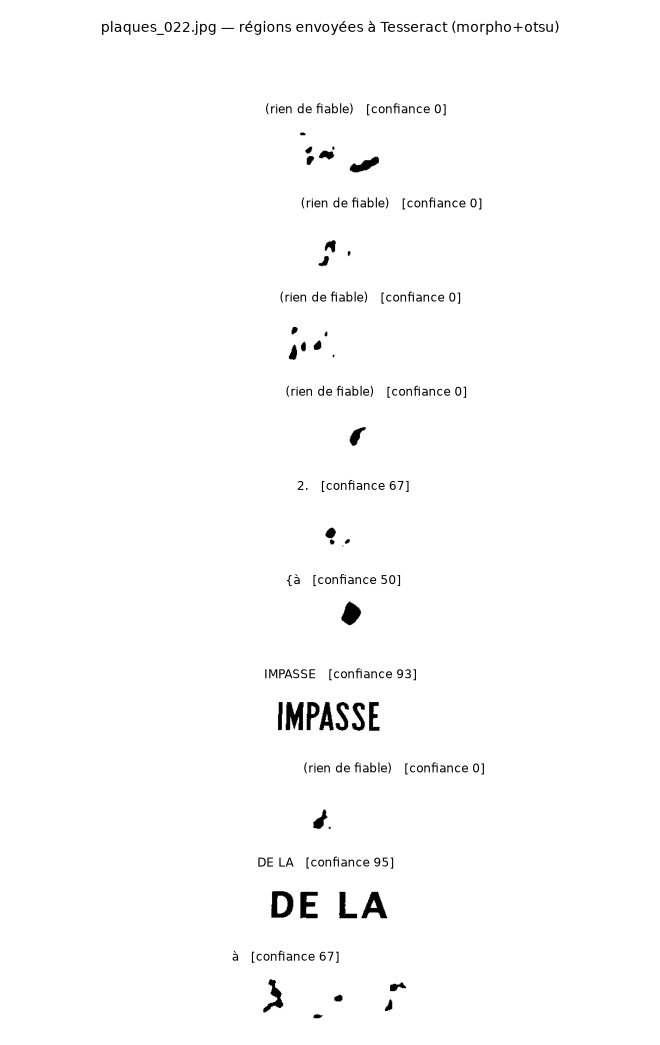 plaques_022.jpg — régions envoyées à Tesseract (morpho+otsu)
(rien de fiable) [confiance 0]
(rien de fiable) [confiance 0]
(rien de fiable) [confiance 0]
(rien de fiable) [confiance 0]
2. [confiance 67]
{à [confiance 50]
IMPASSE [confiance 93]
IMPASSE
(rien de fiable) [confiance 0]
DE LA [confiance 95]
DE LA
à [confiance 67]